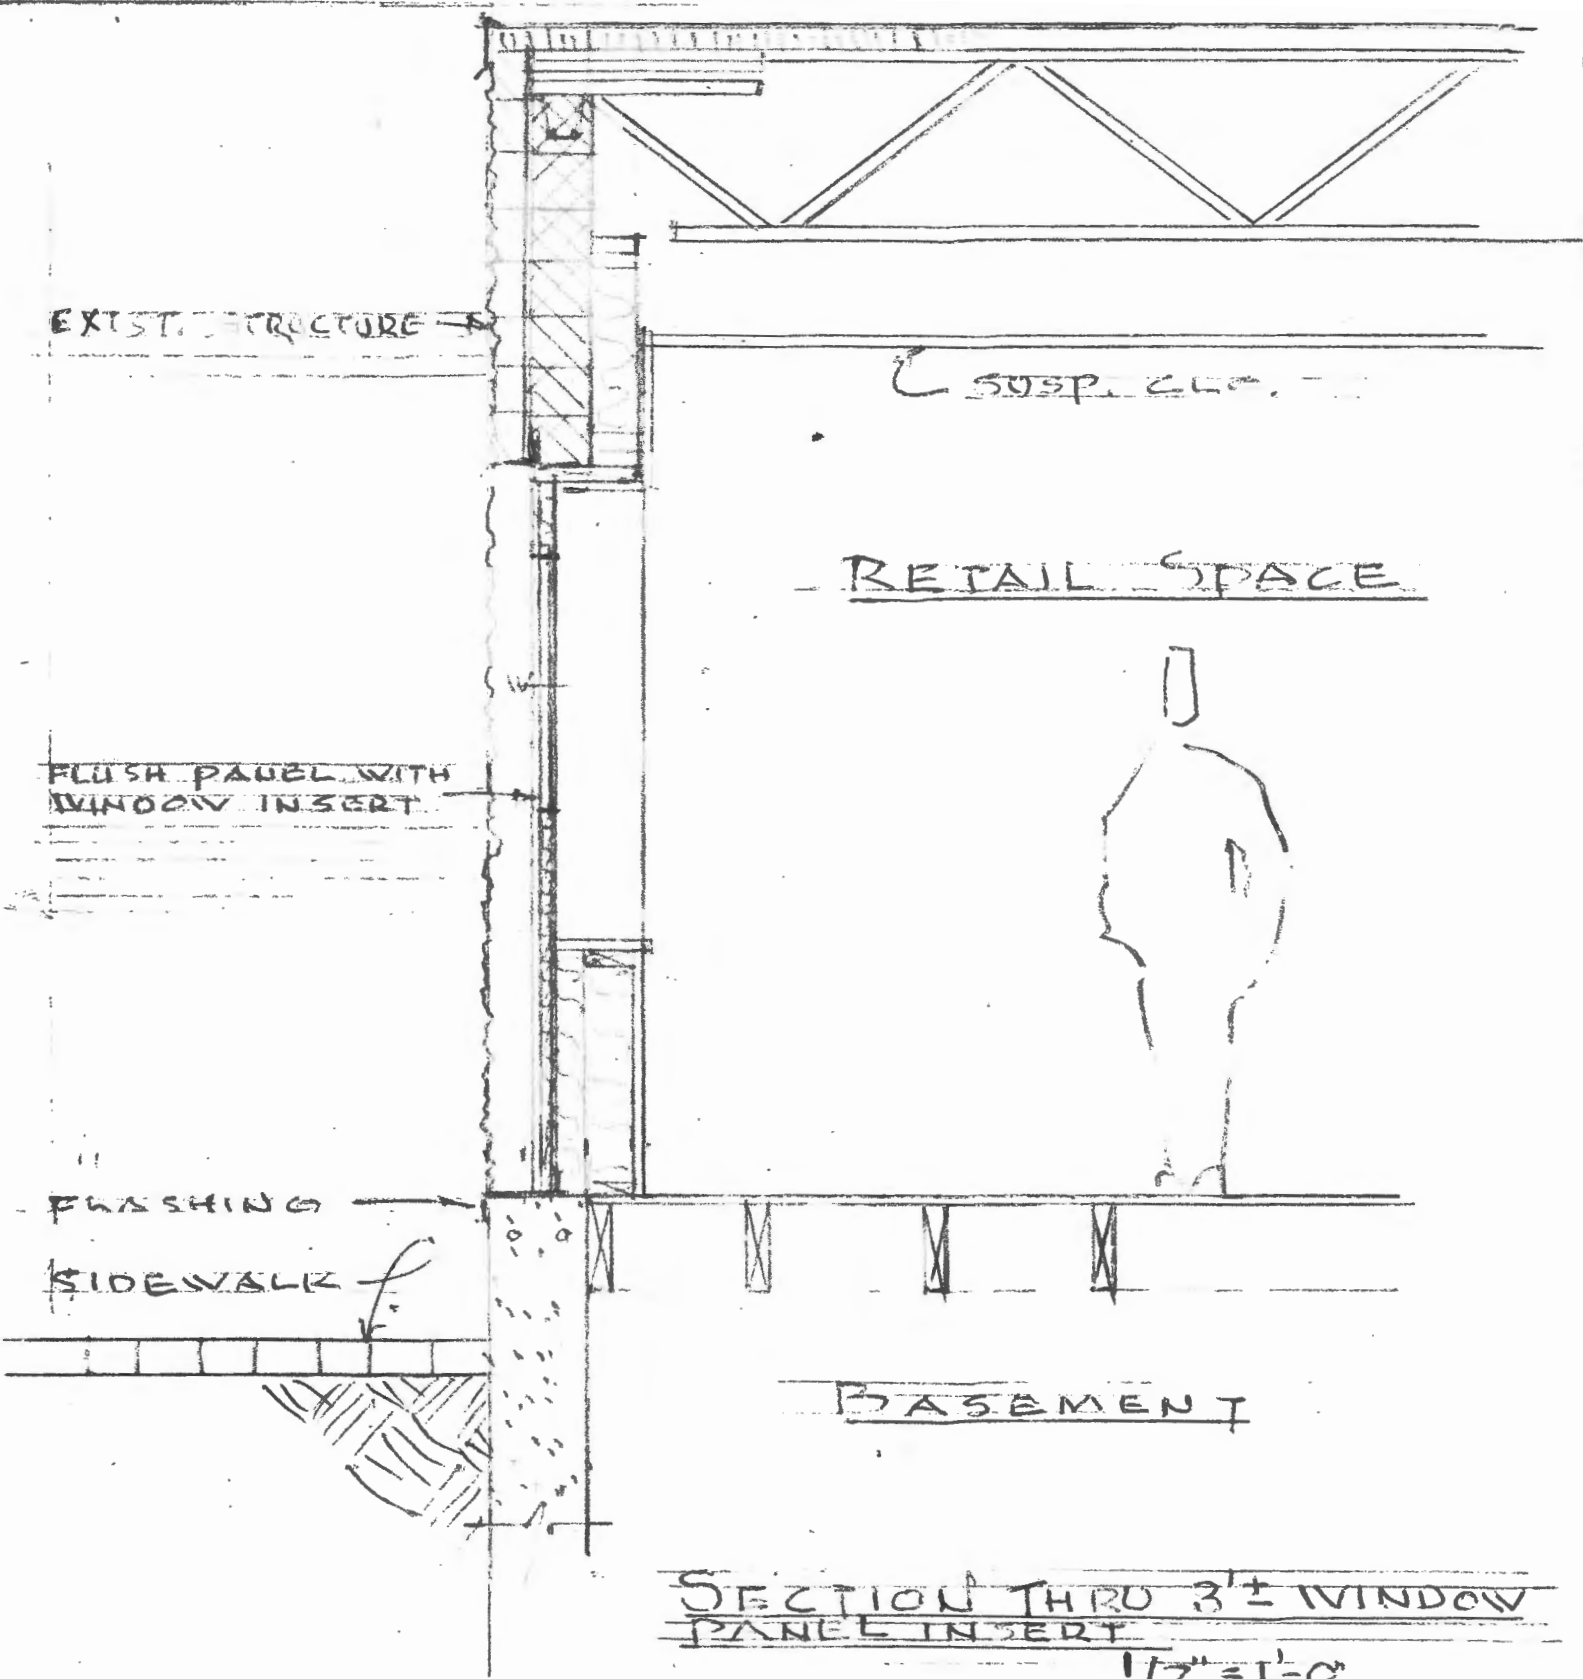 EXIST. STRUCTURE
SUSP. CLG.
RETAIL SPACE
FLUSH PANEL WITH
WINDOW INSERT
FLASHING
SIDEWALK
BASEMENT
SECTION THRU 3'± WINDOW
PANEL INSERT
1/2" = 1'-0"